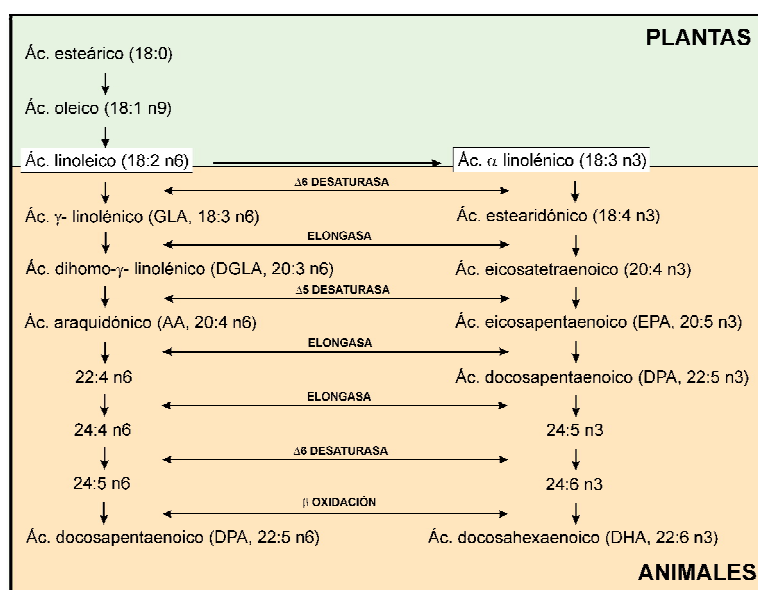 PLANTAS
Ác. esteárico (18:0)
Ác. oleico (18:1 n9)
Ác. linoleico (18:2 n6)
Ác. α linolénico (18:3 n3)
Δ6 DESATURASA
Ác. γ- linolénico (GLA, 18:3 n6)
Ác. estearidónico (18:4 n3)
ELONGASA
Ác. dihomo-γ- linolénico (DGLA, 20:3 n6)
Ác. eicosatetraenoico (20:4 n3)
Δ5 DESATURASA
Ác. araquidónico (AA, 20:4 n6)
Ác. eicosapentaenoico (EPA, 20:5 n3)
ELONGASA
22:4 n6
Ác. docosapentaenoico (DPA, 22:5 n3)
ELONGASA
24:4 n6
24:5 n3
Δ6 DESATURASA
24:5 n6
24:6 n3
β OXIDACIÓN
Ác. docosapentaenoico (DPA, 22:5 n6)
Ác. docosahexaenoico (DHA, 22:6 n3)
ANIMALES